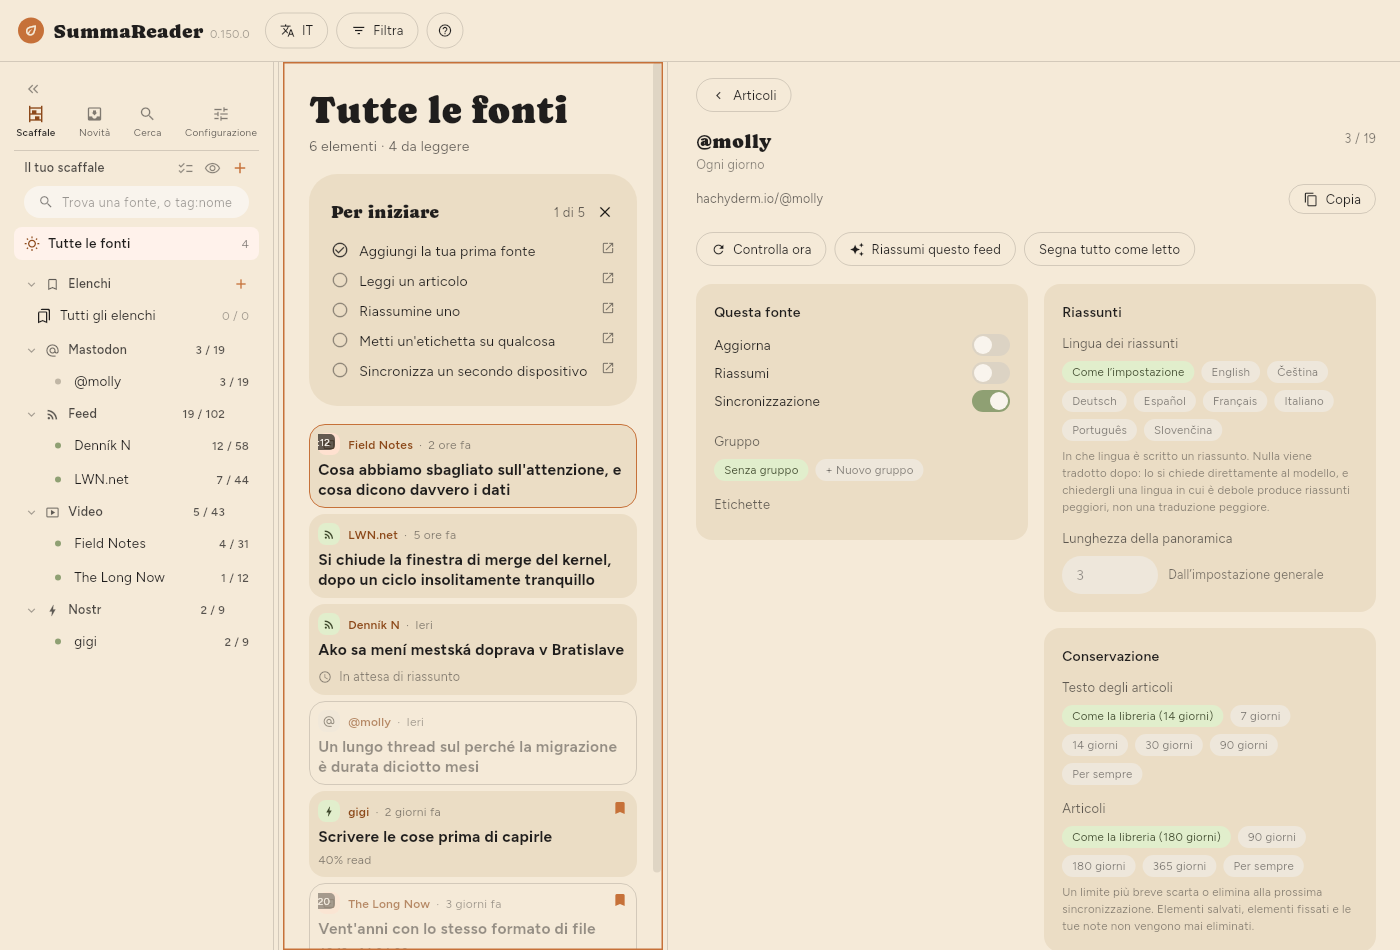 SummaReader 0.150.0
IT
Filtra
Scaffale
Novità
Cerca
Configurazione
Il tuo scaffale
Trova una fonte, o tag:nome
Tutte le fonti 4
Elenchi
Tutti gli elenchi 0 / 0
Mastodon 3 / 19
@molly 3 / 19
Feed 19 / 102
Denník N 12 / 58
LWN.net 7 / 44
Video 5 / 43
Field Notes 4 / 31
The Long Now 1 / 12
Nostr 2 / 9
gigi 2 / 9
Tutte le fonti
6 elementi · 4 da leggere
Per iniziare 1 di 5
Aggiungi la tua prima fonte
Leggi un articolo
Riassumine uno
Metti un'etichetta su qualcosa
Sincronizza un secondo dispositivo
:12 Field Notes · 2 ore fa
Cosa abbiamo sbagliato sull'attenzione, e
cosa dicono davvero i dati
LWN.net · 5 ore fa
Si chiude la finestra di merge del kernel,
dopo un ciclo insolitamente tranquillo
Denník N · Ieri
Ako sa mení mestská doprava v Bratislave
In attesa di riassunto
@molly · Ieri
Un lungo thread sul perché la migrazione
è durata diciotto mesi
gigi · 2 giorni fa
Scrivere le cose prima di capirle
40% read
20 The Long Now · 3 giorni fa
Vent'anni con lo stesso formato di file
Articoli
@molly 3 / 19
Ogni giorno
hachyderm.io/@molly
Copia
Controlla ora
Riassumi questo feed
Segna tutto come letto
Questa fonte
Aggiorna
Riassumi
Sincronizzazione
Gruppo
Senza gruppo
+ Nuovo gruppo
Etichette
Riassunti
Lingua dei riassunti
Come l'impostazione English Čeština
Deutsch Español Français Italiano
Português Slovenčina
In che lingua è scritto un riassunto. Nulla viene
tradotto dopo: lo si chiede direttamente al modello, e
chiedergli una lingua in cui è debole produce riassunti
peggiori, non una traduzione peggiore.
Lunghezza della panoramica
3 Dall'impostazione generale
Conservazione
Testo degli articoli
Come la libreria (14 giorni) 7 giorni
14 giorni 30 giorni 90 giorni
Per sempre
Articoli
Come la libreria (180 giorni) 90 giorni
180 giorni 365 giorni Per sempre
Un limite più breve scarta o elimina alla prossima
sincronizzazione. Elementi salvati, elementi fissati e le
tue note non vengono mai eliminati.